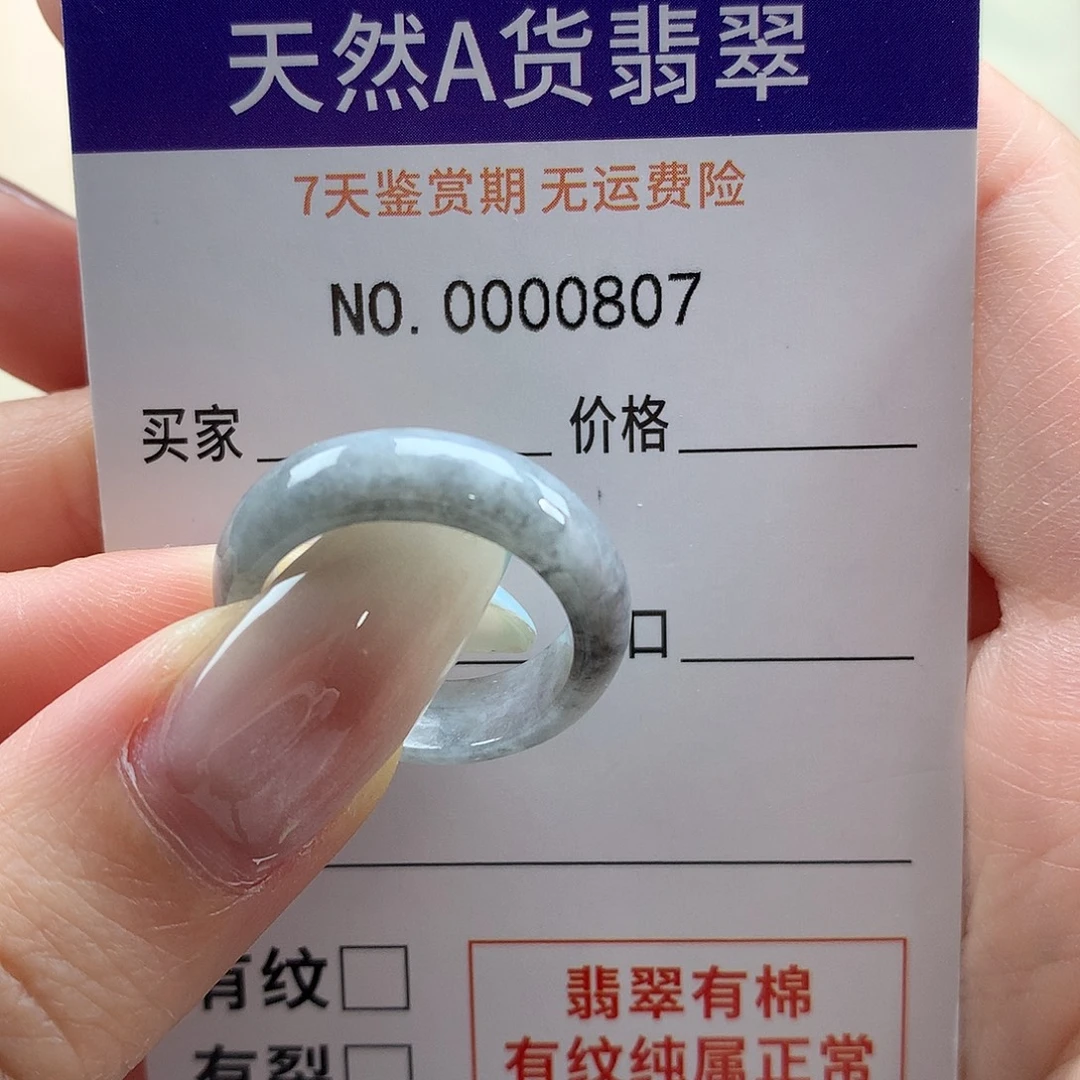 天然A货翡翠
7天鉴赏期 无运费险
NO. 0000807
买家 价格
口
有纹
有裂
翡翠有棉
有纹纯属正常